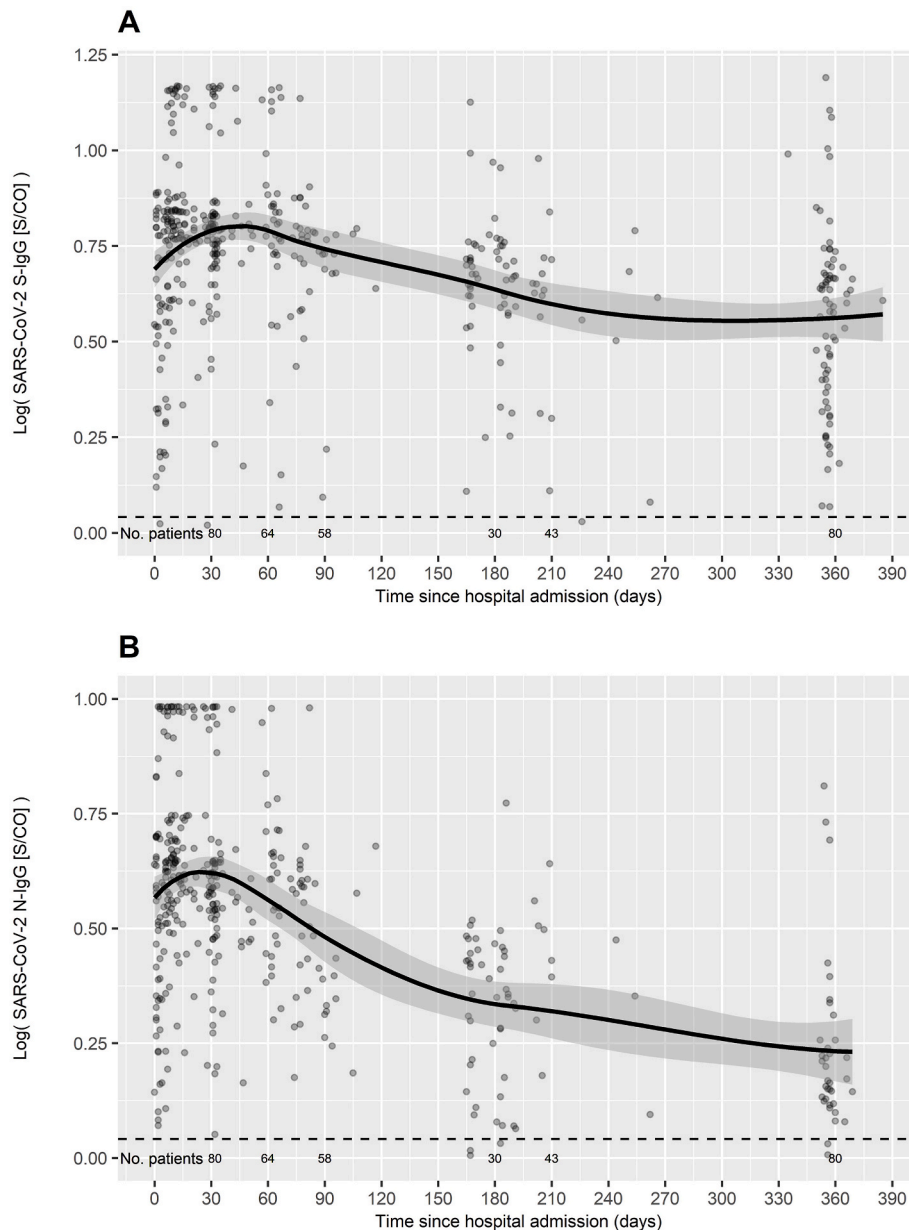 A
Log( SARS-CoV-2 S-IgG [S/CO] )
1.25
1.00
0.75
0.50
0.25
0.00
No. patients 80 64 58 30 43 80
0 30 60 90 120 150 180 210 240 270 300 330 360 390
Time since hospital admission (days)
B
Log( SARS-CoV-2 N-IgG [S/CO] )
1.00
0.75
0.50
0.25
0.00
No. patients 80 64 58 30 43 80
0 30 60 90 120 150 180 210 240 270 300 330 360 390
Time since hospital admission (days)